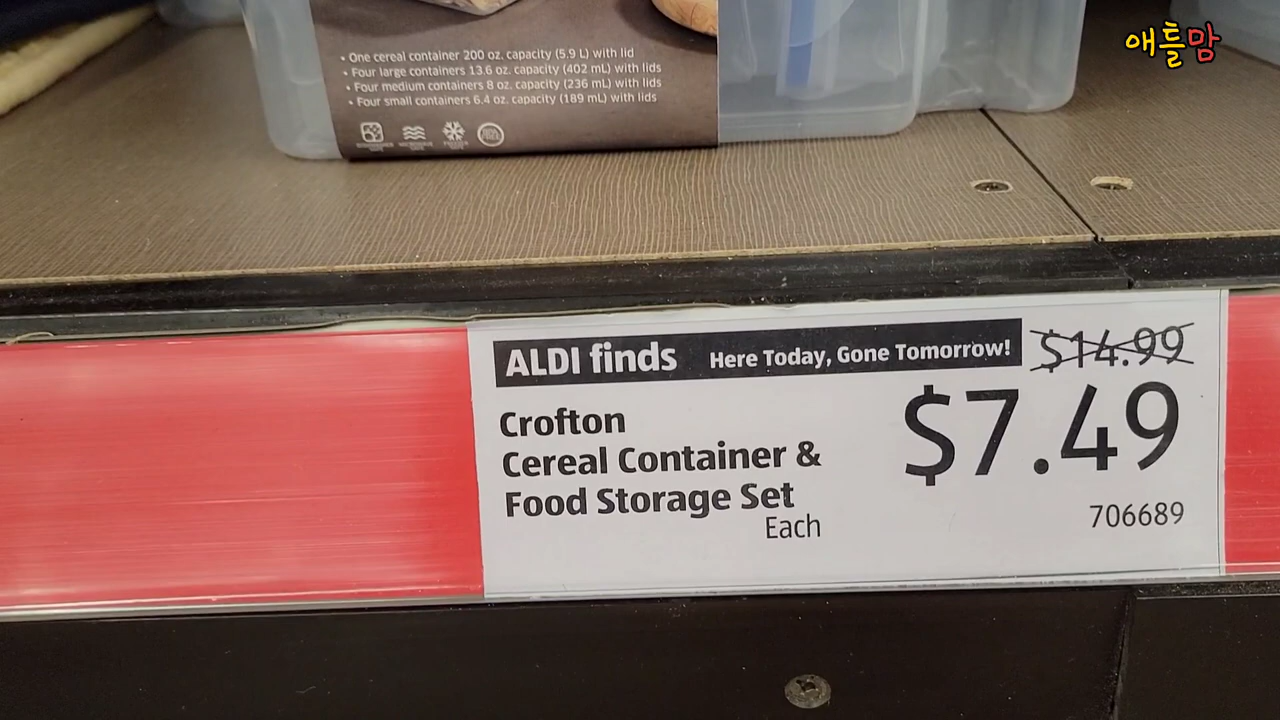 애틀맘
• One cereal container 200 oz. capacity (5.9 L) with lid
• Four large containers 13.6 oz. capacity (402 mL) with lids
• Four medium containers 8 oz. capacity (236 mL) with lids
• Four small containers 6.4 oz. capacity (189 mL) with lids
ALDI finds Here Today, Gone Tomorrow! $14.99
$7.49
Crofton
Cereal Container &
Food Storage Set
Each
706689